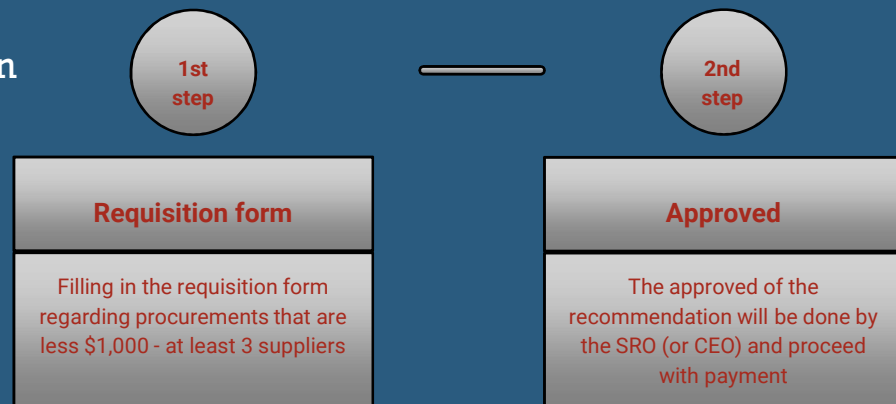 1st
step
2nd
step
Requisition form
Filling in the requisition form
regarding procurements that are
less $1,000 - at least 3 suppliers
Approved
The approved of the
recommendation will be done by
the SRO (or CEO) and proceed
with payment